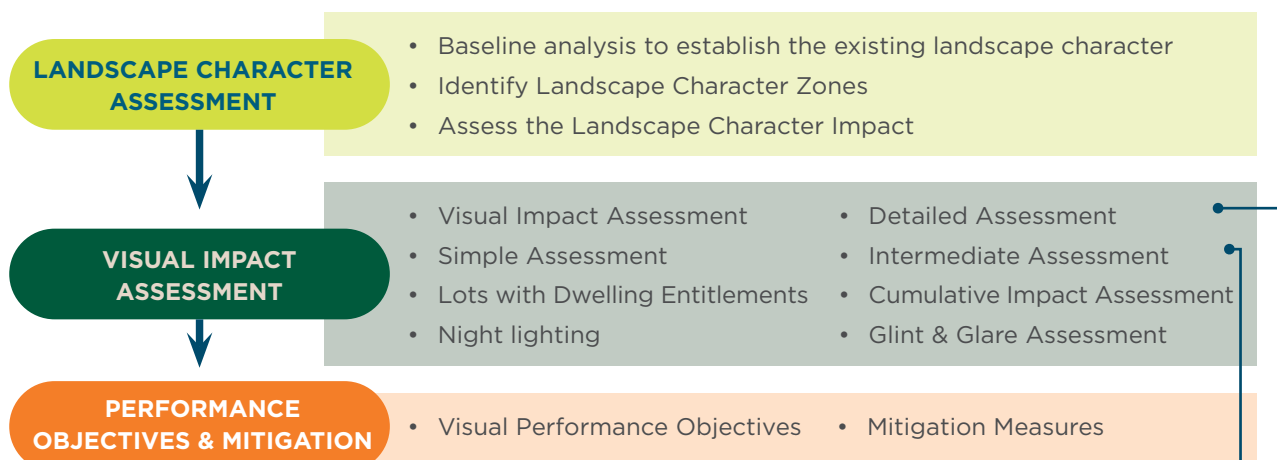 LANDSCAPE CHARACTER
ASSESSMENT
• Baseline analysis to establish the existing landscape character
• Identify Landscape Character Zones
• Assess the Landscape Character Impact
VISUAL IMPACT
ASSESSMENT
• Visual Impact Assessment
• Simple Assessment
• Lots with Dwelling Entitlements
• Night lighting
• Detailed Assessment
• Intermediate Assessment
• Cumulative Impact Assessment
• Glint & Glare Assessment
PERFORMANCE
OBJECTIVES & MITIGATION
• Visual Performance Objectives
• Mitigation Measures